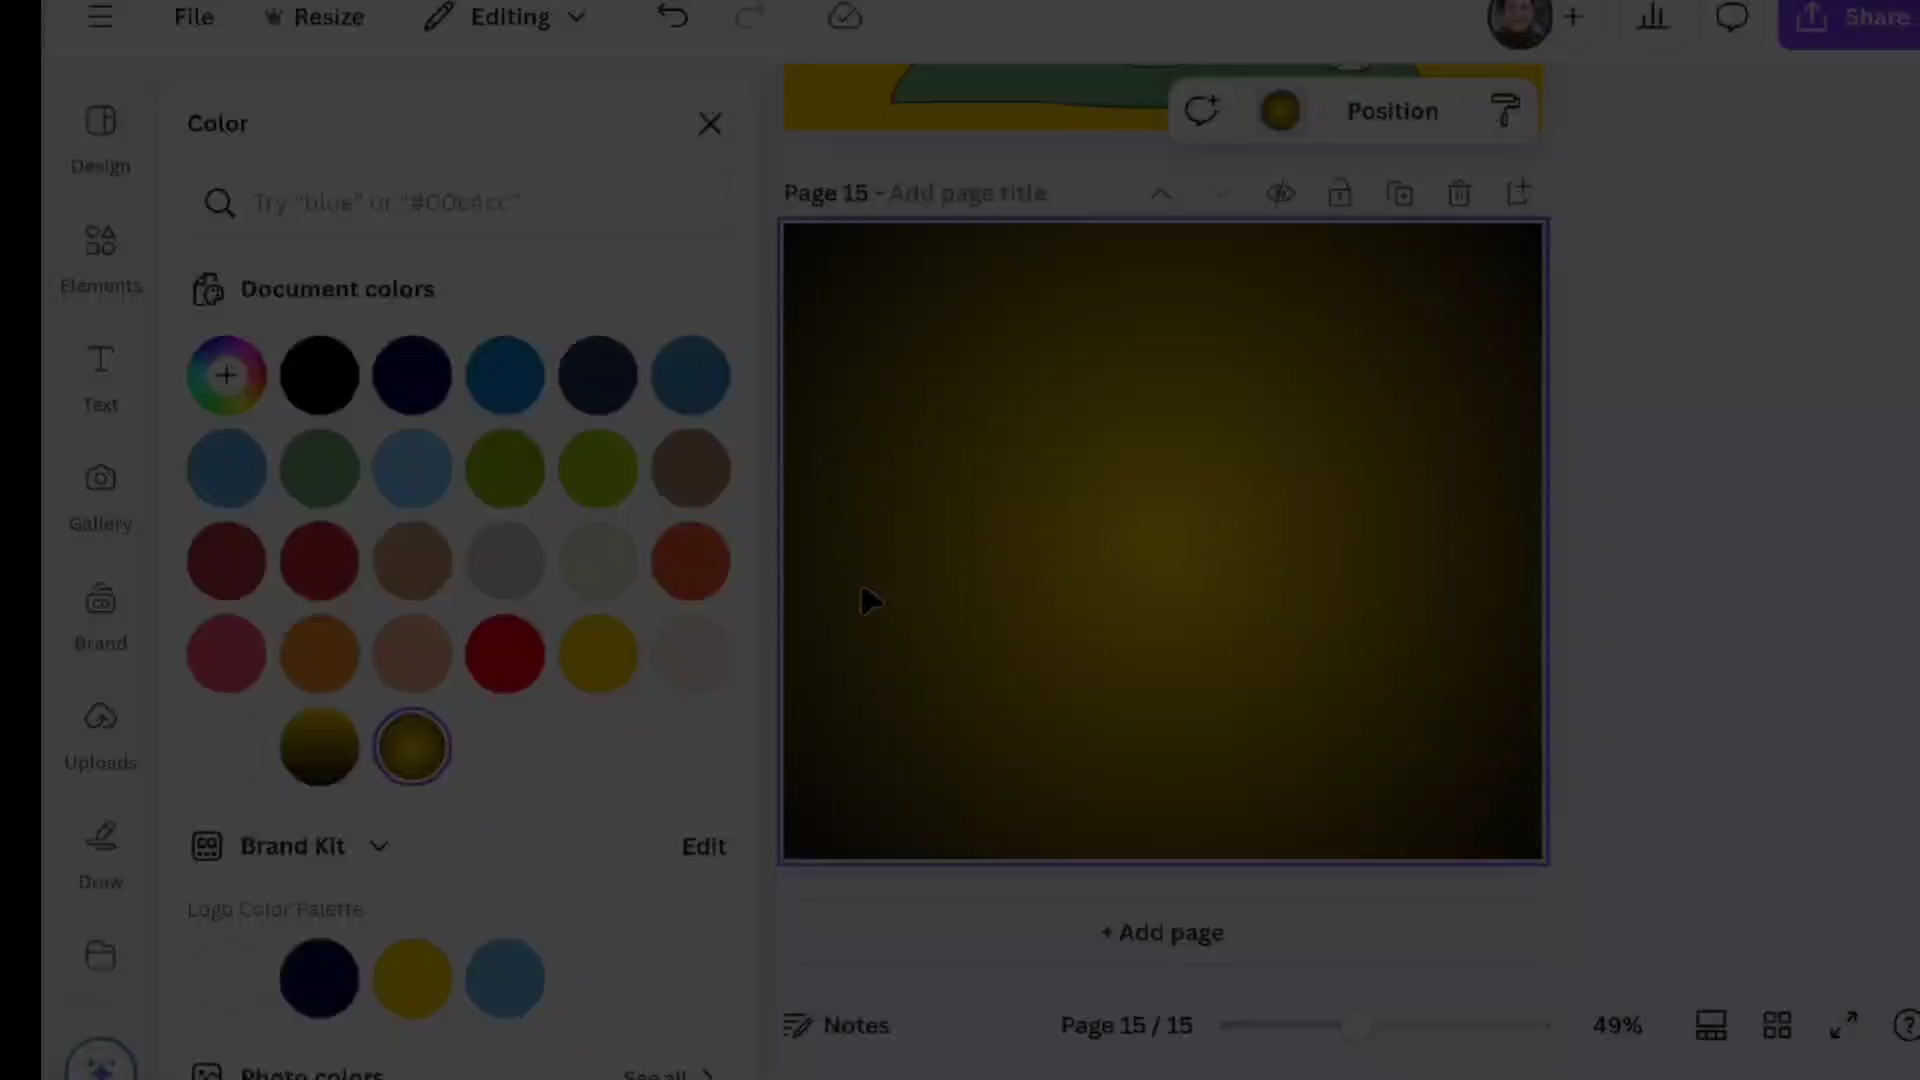 File
Resize
Editing
Share
Design
Elements
Text
Gallery
Brand
Uploads
Draw
Color
Try "blue" or "#00c4cc"
Document colors
Brand Kit
Edit
Logo Color Palette
Photo colors
See all
Position
Page 15 - Add page title
+ Add page
Notes
Page 15 / 15
49%